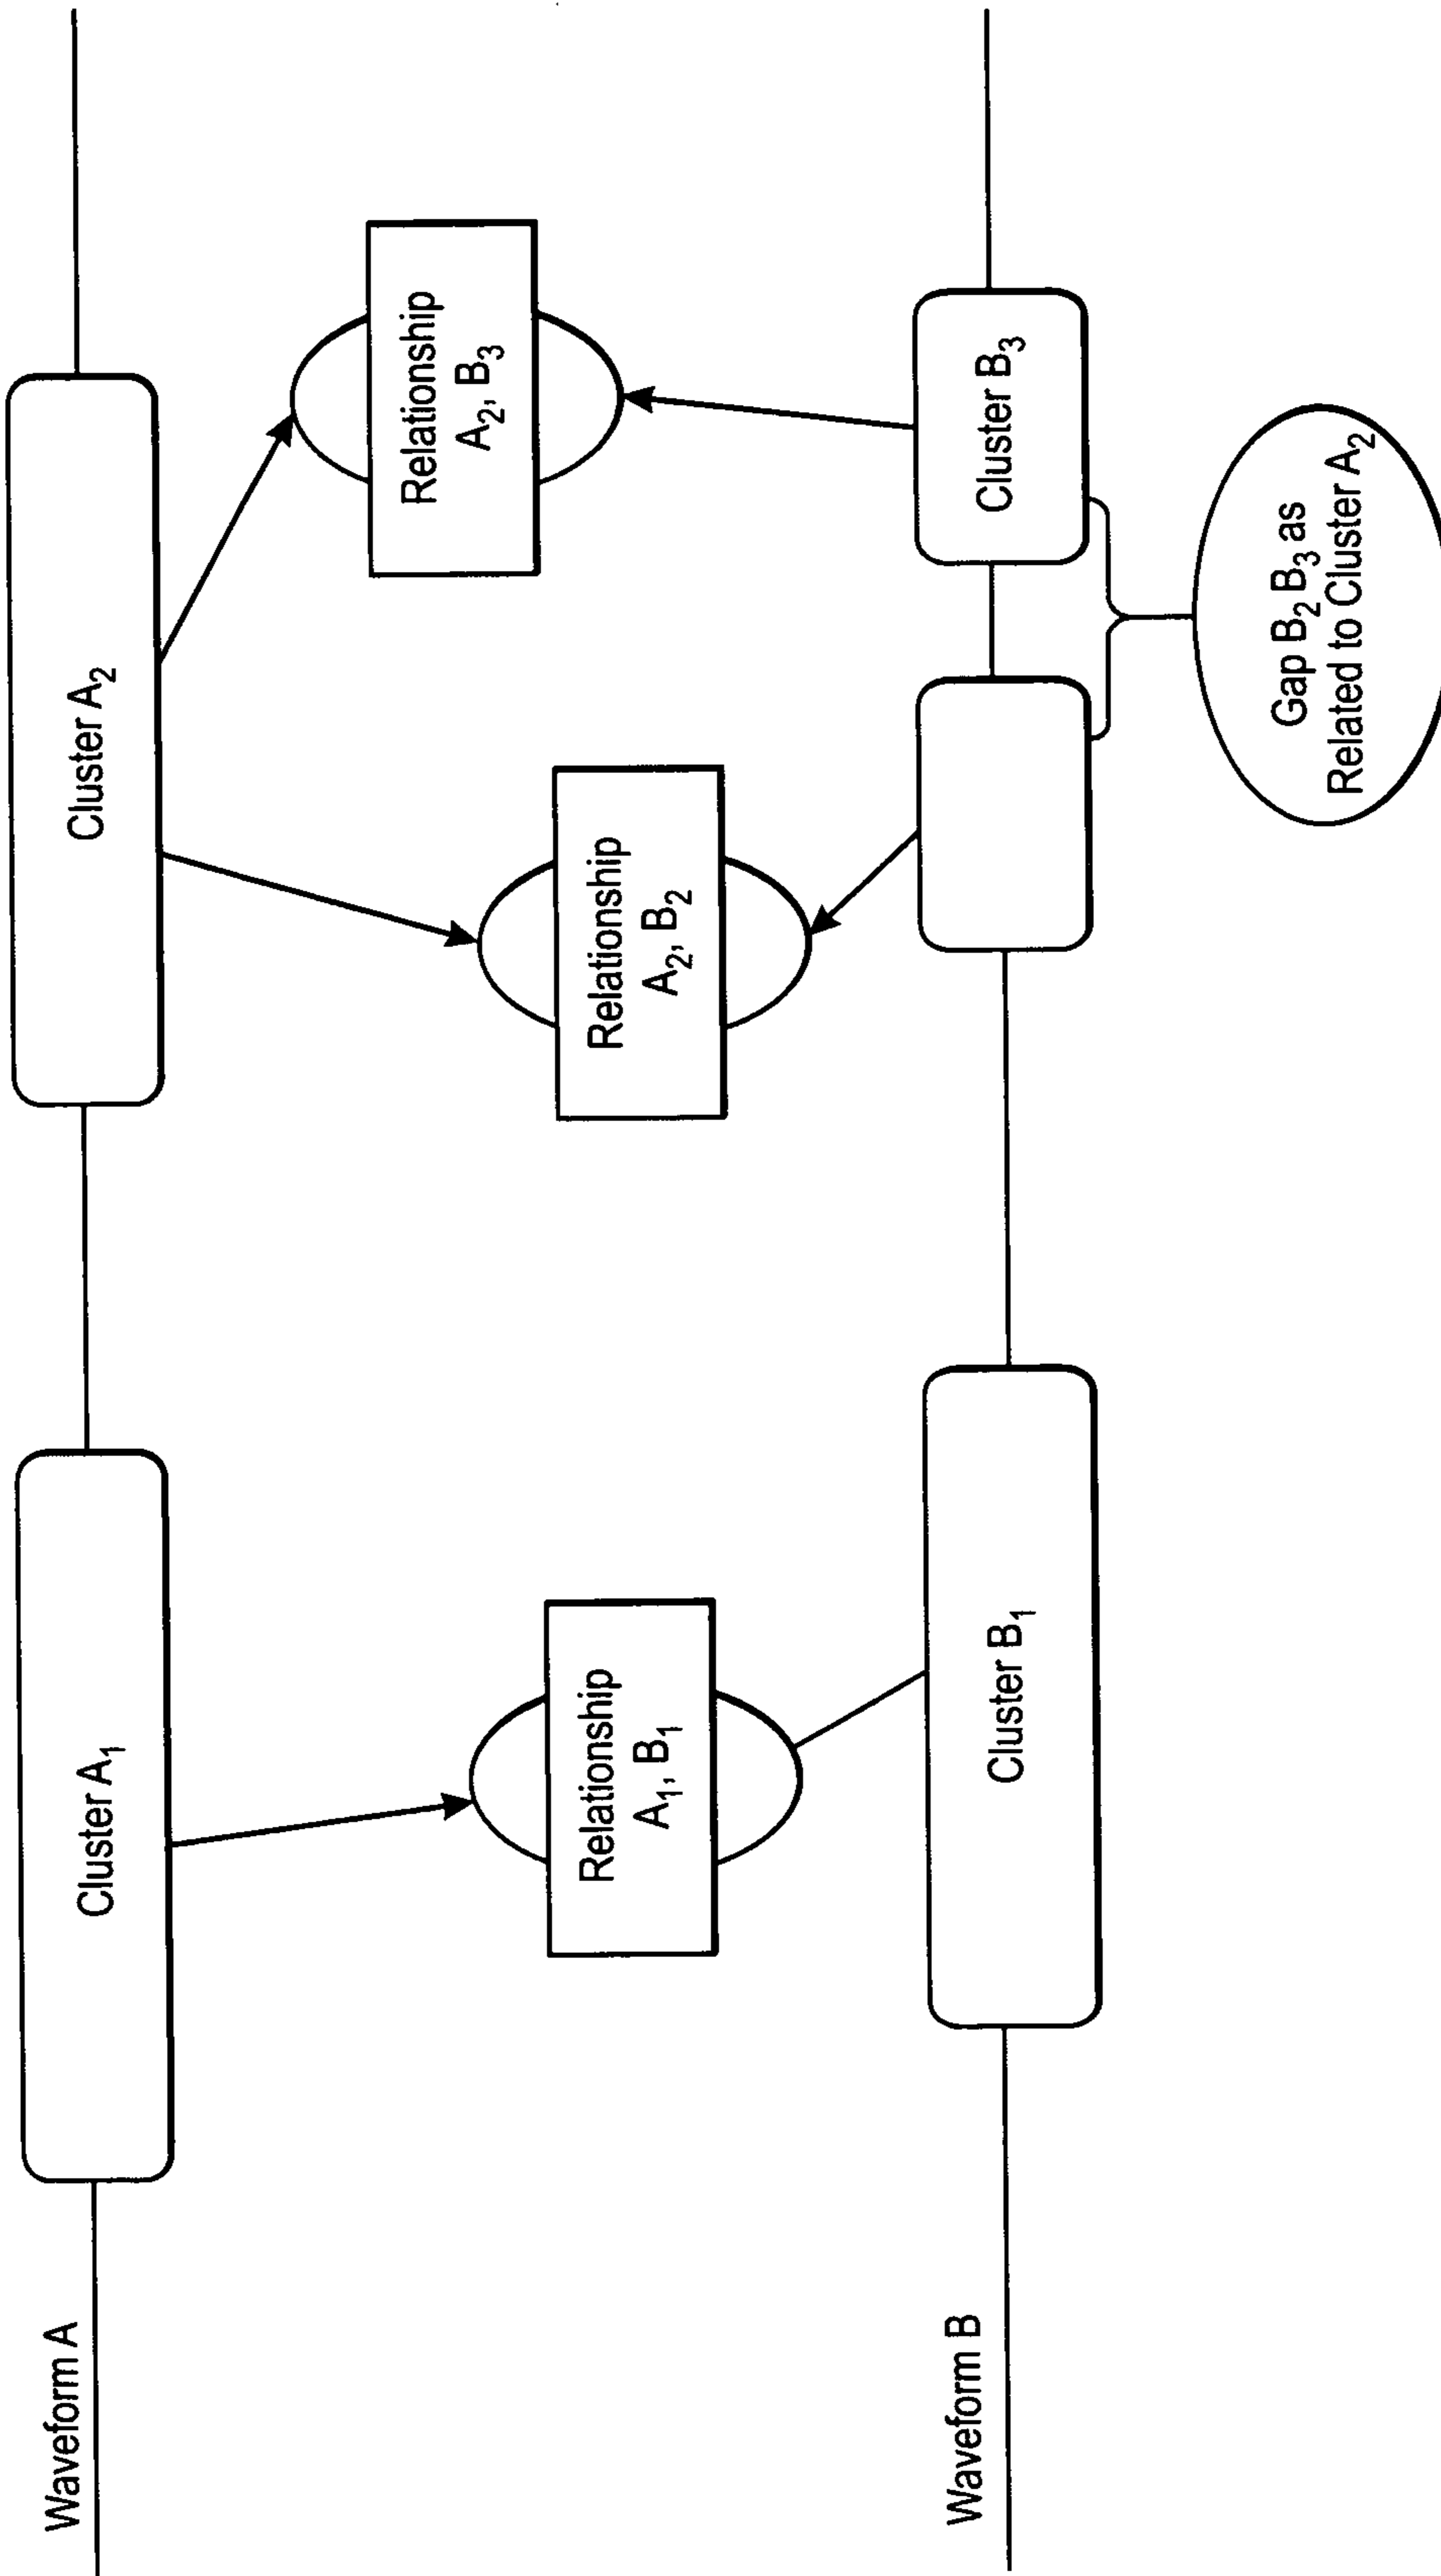 Waveform A
Cluster A₁
Cluster A₂
Relationship
A₁, B₁
Relationship
A₂, B₂
Relationship
A₂, B₃
Waveform B
Cluster B₁
Cluster B₃
Gap B₂ B₃ as
Related to Cluster A₂